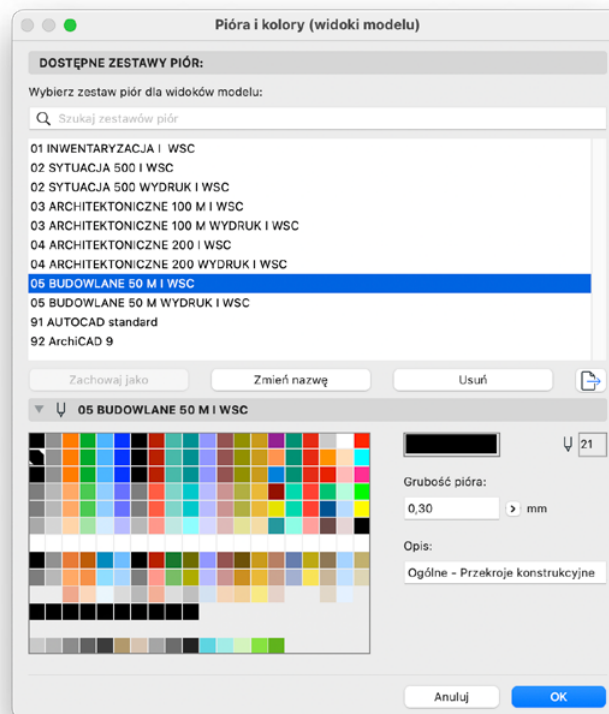 Pióra i kolory (widoki modelu)
DOSTĘPNE ZESTAWY PIÓR:
Wybierz zestaw piór dla widoków modelu:
Szukaj zestawów piór
01 INWENTARYZACJA I  WSC
02 SYTUACJA 500 I WSC
02 SYTUACJA 500 WYDRUK I WSC
03 ARCHITEKTONICZNE 100 M I WSC
03 ARCHITEKTONICZNE 100 M WYDRUK I WSC
04 ARCHITEKTONICZNE 200 I WSC
04 ARCHITEKTONICZNE 200 WYDRUK I WSC
05 BUDOWLANE 50 M I WSC
05 BUDOWLANE 50 M WYDRUK I WSC
91 AUTOCAD standard
92 ArchiCAD 9
Zachowaj jako Zmień nazwę Usuń
05 BUDOWLANE 50 M I WSC
21
Grubość pióra:
0,30 mm
Opis:
Ogólne - Przekroje konstrukcyjne
Anuluj OK